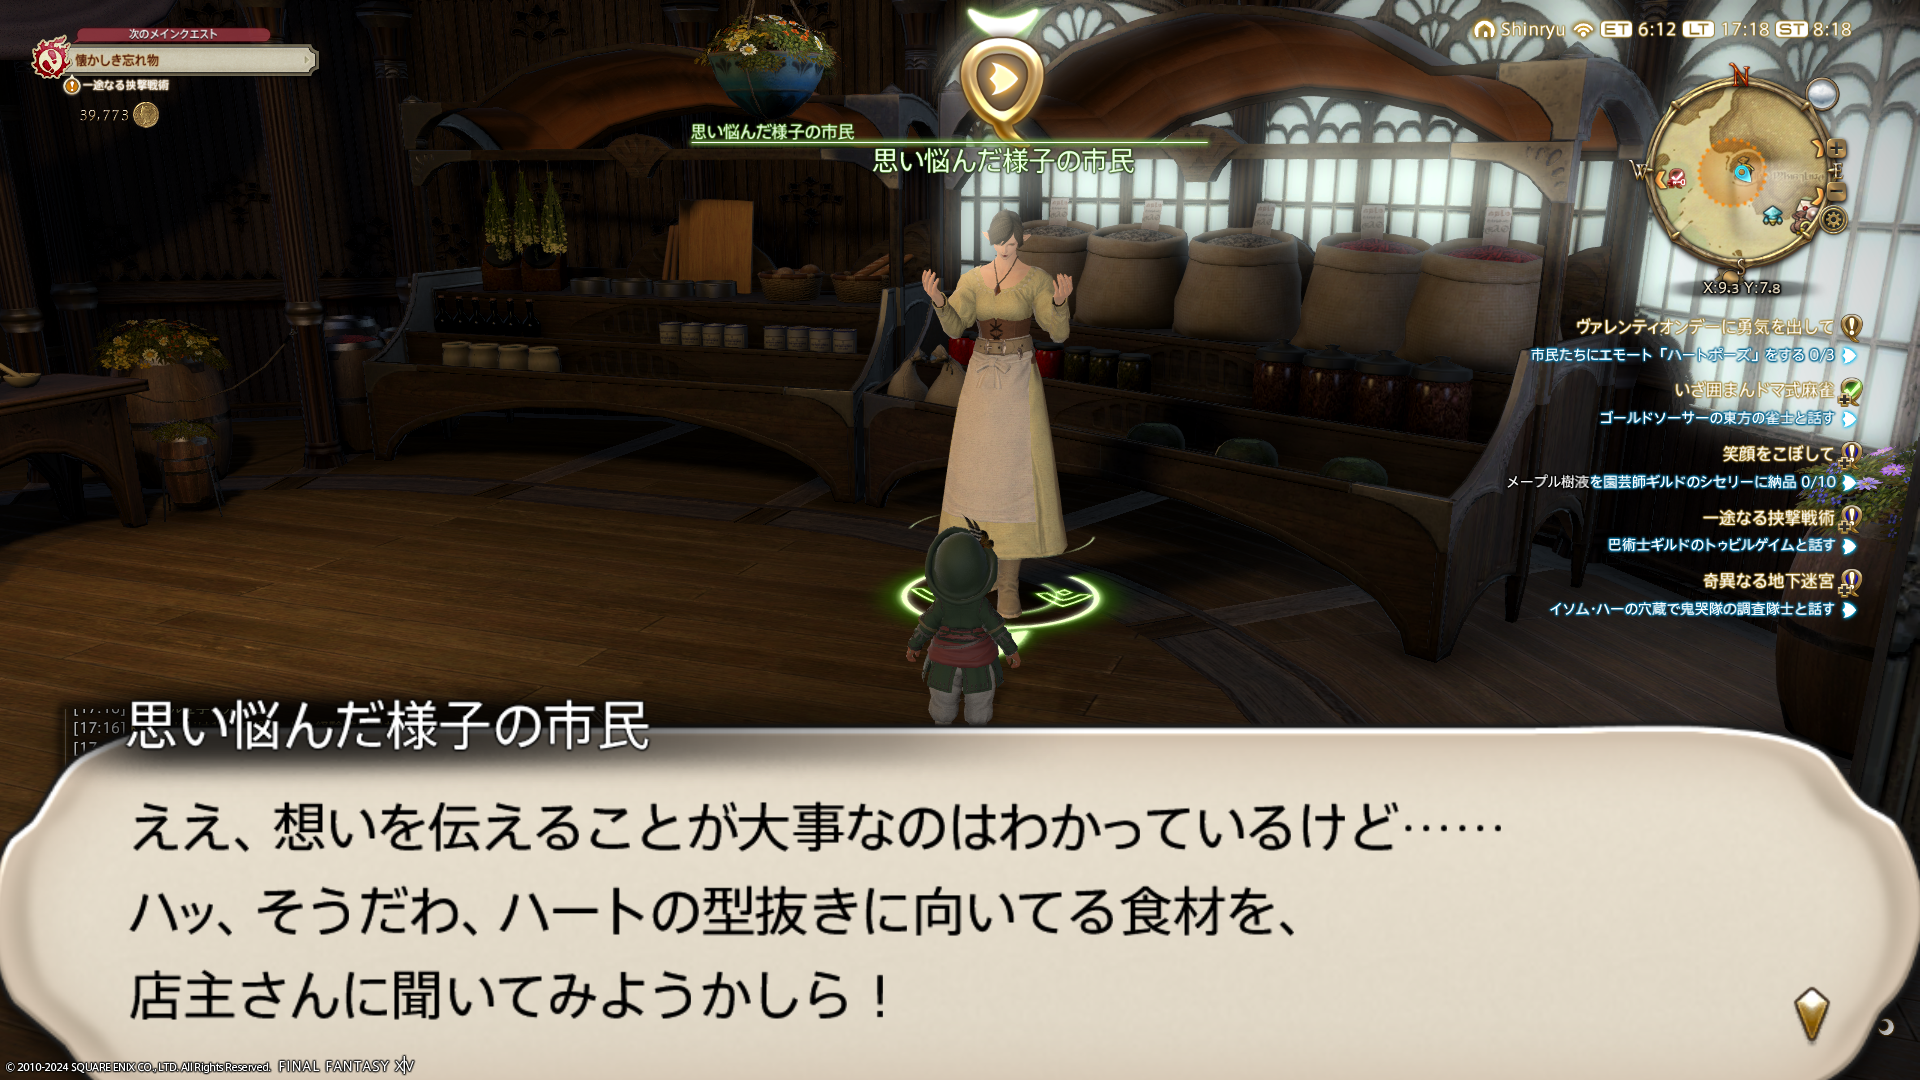 次のメインクエスト
懐かしき忘れ物
一途なる挟撃戦術
39,773
思い悩んだ様子の市民
思い悩んだ様子の市民
Shinryu ET 6:12 LT 17:18 ST 8:18
N
W
E
S
X:9.3 Y:7.8
ヴァレンティオンデーに勇気を出して
市民たちにエモート「ハートポーズ」をする 0/3
いざ囲まんドマ式麻雀
ゴールドソーサーの東方の雀士と話す
笑顔をこぼして
メープル樹液を園芸師ギルドのシセリーに納品 0/10
一途なる挟撃戦術
巴術士ギルドのトゥビルゲイムと話す
奇異なる地下迷宮
イソム・ハーの穴蔵で鬼哭隊の調査隊士と話す
[17:16]
思い悩んだ様子の市民
ええ、想いを伝えることが大事なのはわかっているけど……
ハッ、そうだわ、ハートの型抜きに向いてる食材を、
店主さんに聞いてみようかしら！
© 2010-2024 SQUARE ENIX CO., LTD. All Rights Reserved. FINAL FANTASY XIV